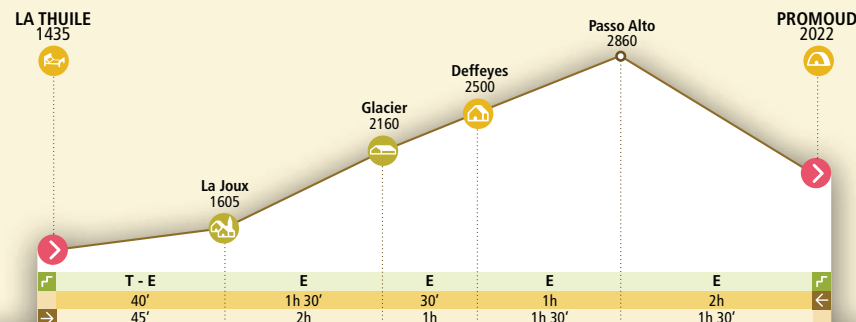 LA THUILE
1435
La Joux
1605
Glacier
2160
Deffeyes
2500
Passo Alto
2860
PROMOUD
2022
T - E E E E E
40’ 1h 30’ 30’ 1h 2h
45’ 2h 1h 1h 30’ 1h 30’